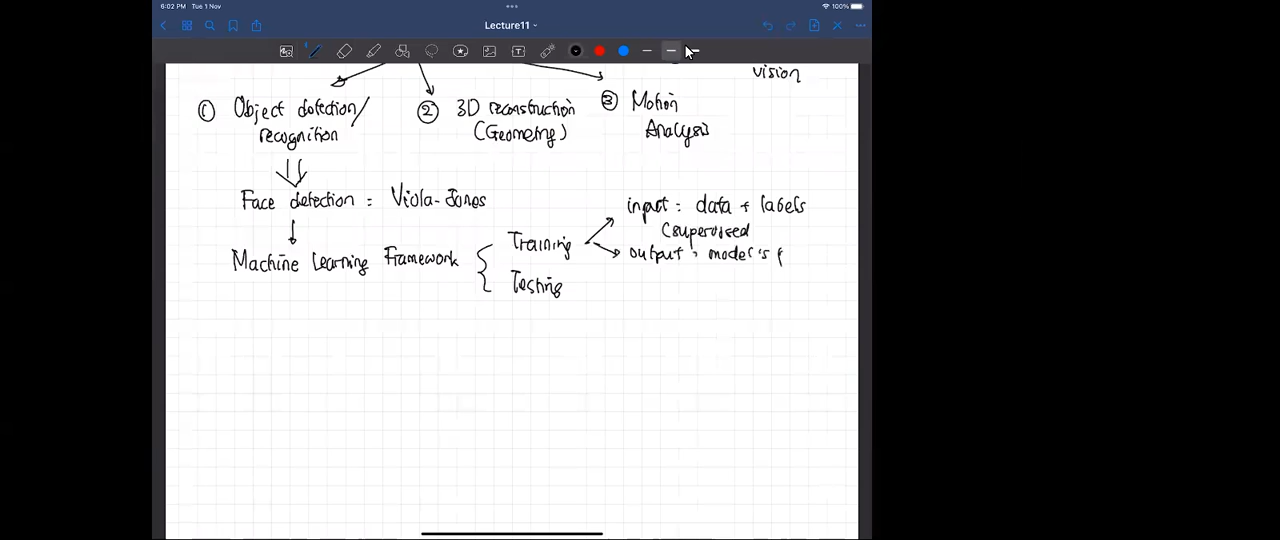 6:02 PM Tue 1 Nov
100%
Lecture11
vision
① Object detection/
recognition
② 3D reconstruction
(Geometry)
③ Motion
Analysis
Face detection : Viola-Jones
Machine Learning Framework
Training
Testing
input : data + labels
(supervised
output : model's